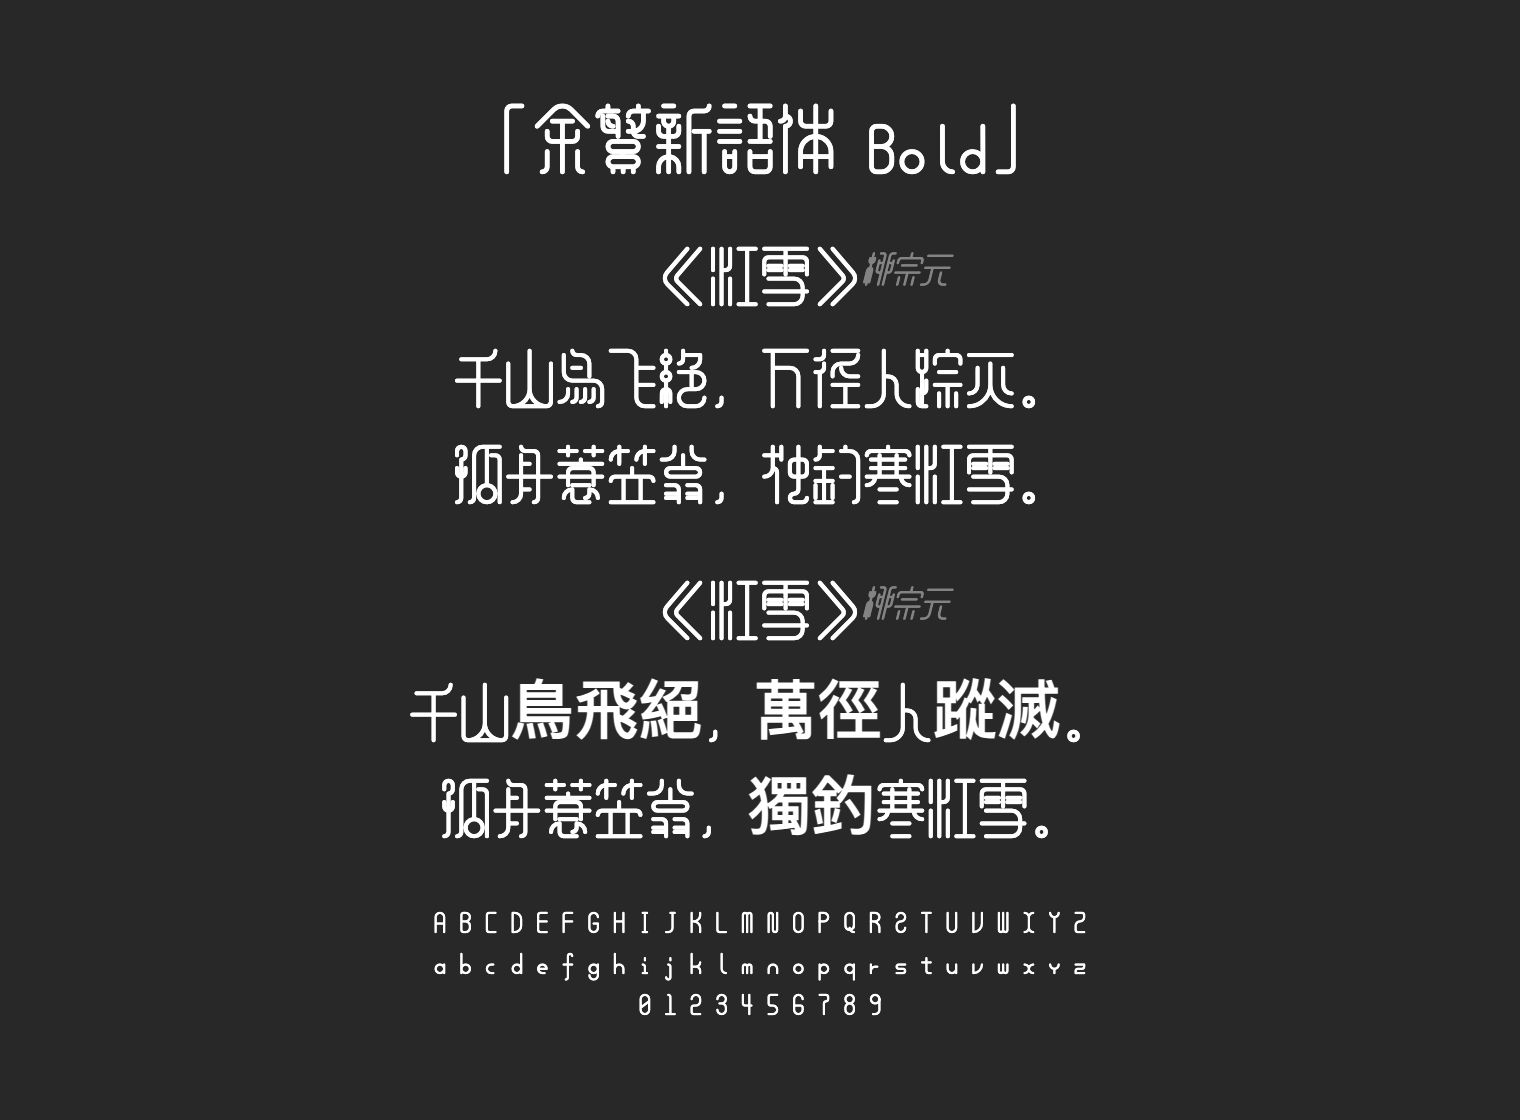 「余繁新語体 Bold」
《江雪》柳宗元
千山鸟飞绝，万径人踪灭。
孤舟蓑笠翁，独钓寒江雪。
《江雪》柳宗元
千山鳥飛絕，萬徑人蹤滅。
孤舟蓑笠翁，獨釣寒江雪。
A B C D E F G H I J K L M N O P Q R S T U V W X Y Z
a b c d e f g h i j k l m n o p q r s t u v w x y z
0 1 2 3 4 5 6 7 8 9